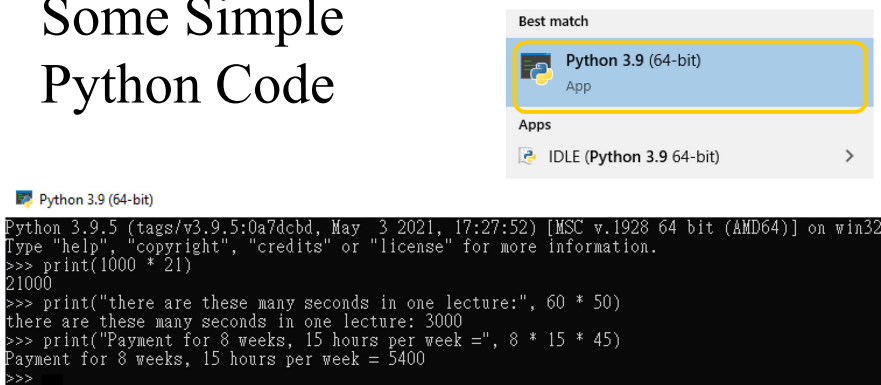 Some Simple
Python Code
Best match
Python 3.9 (64-bit)
App
Apps
IDLE (Python 3.9 64-bit)
Python 3.9 (64-bit)
Python 3.9.5 (tags/v3.9.5:0a7dcbd, May  3 2021, 17:27:52) [MSC v.1928 64 bit (AMD64)] on win32
Type "help", "copyright", "credits" or "license" for more information.
>>> print(1000 * 21)
21000
>>> print("there are these many seconds in one lecture:", 60 * 50)
there are these many seconds in one lecture: 3000
>>> print("Payment for 8 weeks, 15 hours per week =", 8 * 15 * 45)
Payment for 8 weeks, 15 hours per week = 5400
>>>